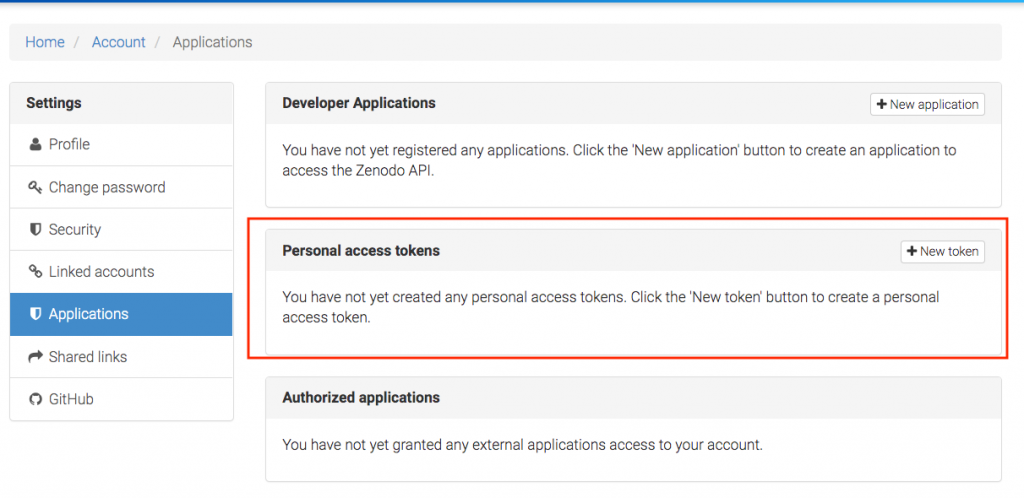 Home / Account / Applications
Settings
Profile
Change password
Security
Linked accounts
Applications
Shared links
GitHub
Developer Applications
New application
You have not yet registered any applications. Click the 'New application' button to create an application to
access the Zenodo API.
Personal access tokens
New token
You have not yet created any personal access tokens. Click the 'New token' button to create a personal
access token.
Authorized applications
You have not yet granted any external applications access to your account.